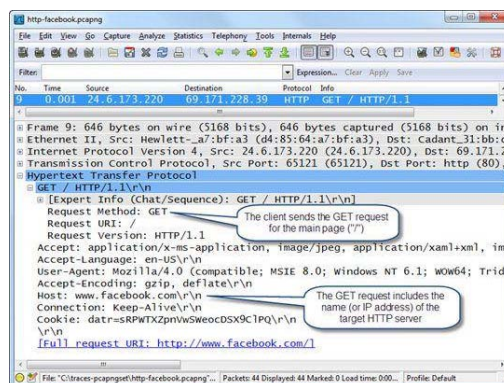 http-facebook.pcapng
File Edit View Go Capture Analyze Statistics Telephony Tools Internals Help
Filter: Expression... Clear Apply Save
No. Time Source Destination Protocol Info
9 0.001 24.6.173.220 69.171.228.39 HTTP GET / HTTP/1.1
Frame 9: 646 bytes on wire (5168 bits), 646 bytes captured (5168 bits) on in
Ethernet II, Src: Hewlett-_a7:bf:a3 (d4:85:64:a7:bf:a3), Dst: Cadant_31:bb:c
Internet Protocol Version 4, Src: 24.6.173.220 (24.6.173.220), Dst: 69.171.2
Transmission Control Protocol, Src Port: 65121 (65121), Dst Port: http (80),
Hypertext Transfer Protocol
GET / HTTP/1.1\r\n
[Expert Info (Chat/Sequence): GET / HTTP/1.1\r\n]
Request Method: GET
Request URI: /
Request Version: HTTP/1.1
The client sends the GET request
for the main page ("/")
Accept: application/x-ms-application, image/jpeg, application/xaml+xml, im
Accept-Language: en-US\r\n
User-Agent: Mozilla/4.0 (compatible; MSIE 8.0; Windows NT 6.1; WOW64; Trid
Accept-Encoding: gzip, deflate\r\n
Host: www.facebook.com\r\n
Connection: Keep-Alive\r\n
Cookie: datr=sRPWTXZpnVwSWeocDSX9ClPQ\r\n
\r\n
[Full request URI: http://www.facebook.com/]
The GET request includes the
name (or IP address) of the
target HTTP server
File: "C:\traces-pcapngset\http-facebook.pcapng"... Packets: 44 Displayed: 44 Marked: 0 Load time: 0:00... Profile: Default